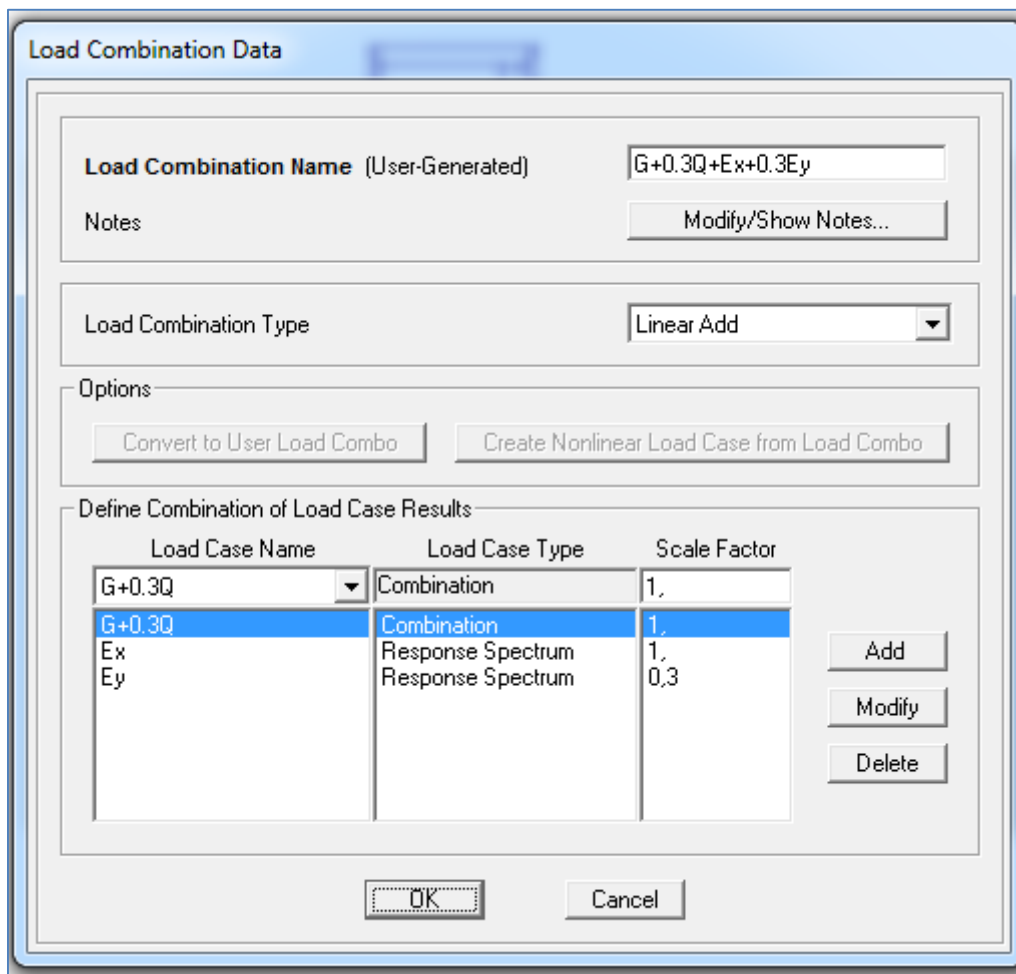 Load Combination Data
Load Combination Name (User-Generated) G+0.3Q+Ex+0.3Ey
Notes Modify/Show Notes...
Load Combination Type Linear Add
Options
Convert to User Load Combo Create Nonlinear Load Case from Load Combo
Define Combination of Load Case Results
Load Case Name Load Case Type Scale Factor
G+0.3Q Combination 1,
G+0.3Q Combination 1,
Ex Response Spectrum 1,
Ey Response Spectrum 0,3
Add
Modify
Delete
OK Cancel